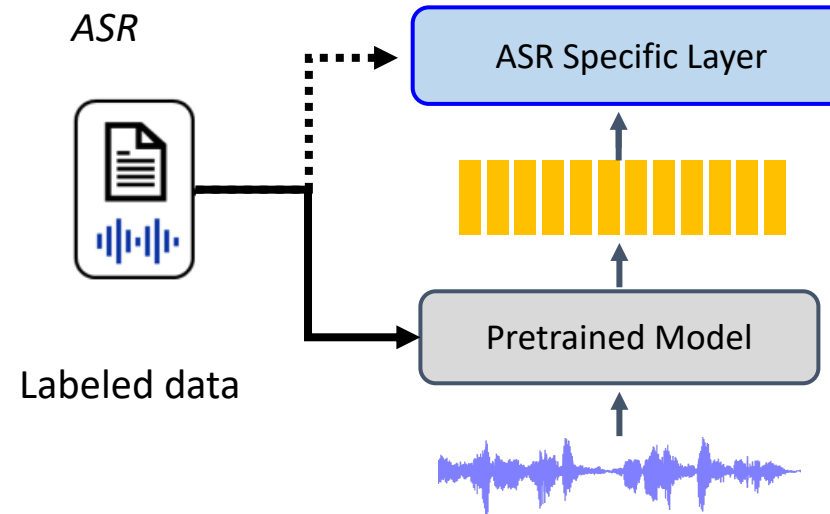 ASR
ASR Specific Layer
Pretrained Model
Labeled data